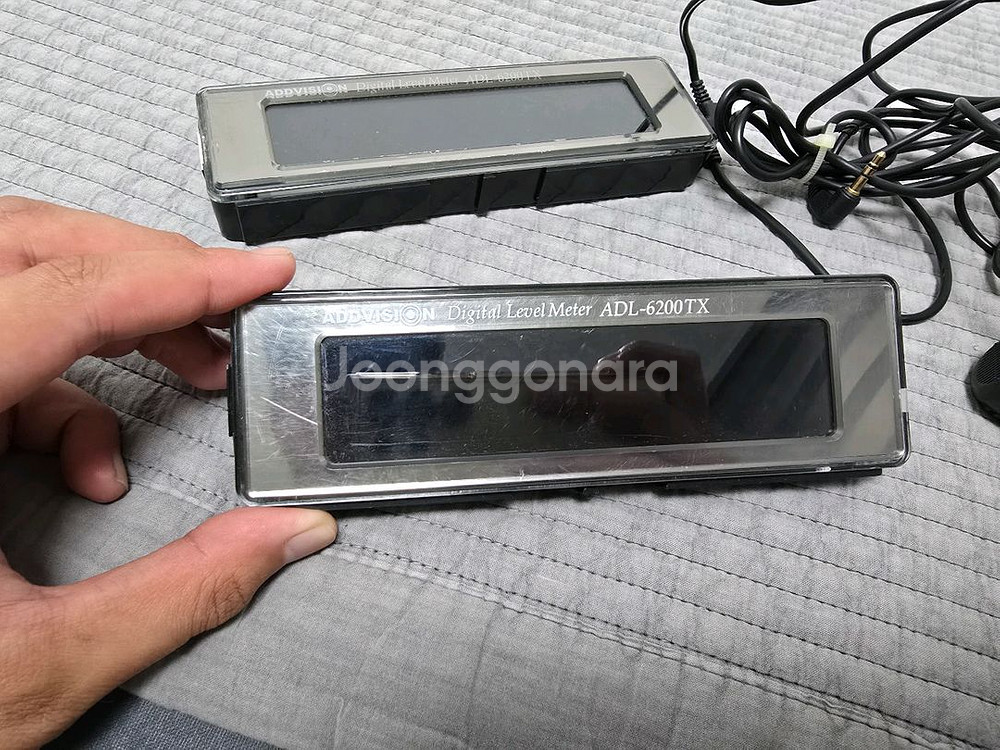 ADDVISION Digital Level Meter ADL-6200TX
ADDVISION Digital Level Meter ADL-6200TX
Joonggonara